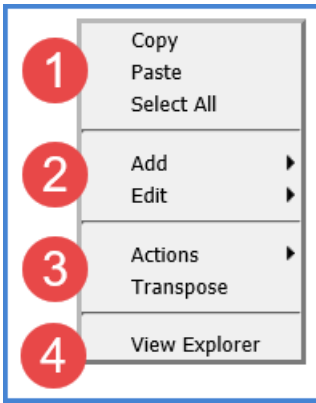 1
Copy
Paste
Select All
2
Add
Edit
3
Actions
Transpose
4
View Explorer